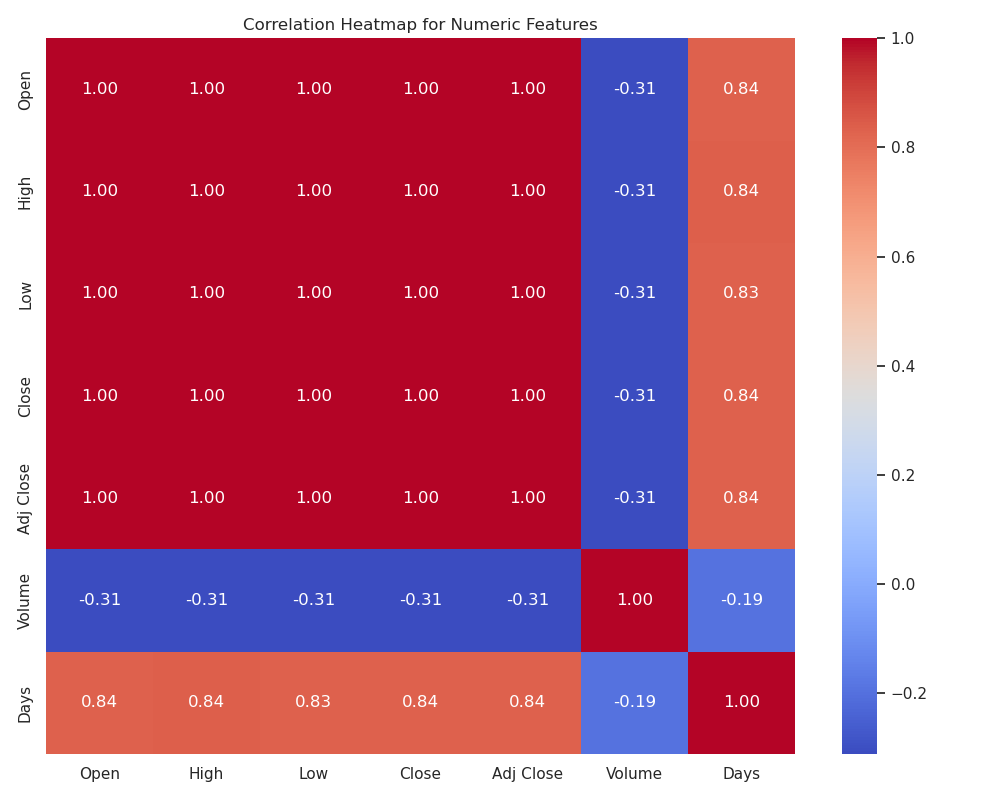 Correlation Heatmap for Numeric Features
Open 1.00 1.00 1.00 1.00 1.00 -0.31 0.84
High 1.00 1.00 1.00 1.00 1.00 -0.31 0.84
Low 1.00 1.00 1.00 1.00 1.00 -0.31 0.83
Close 1.00 1.00 1.00 1.00 1.00 -0.31 0.84
Adj Close 1.00 1.00 1.00 1.00 1.00 -0.31 0.84
Volume -0.31 -0.31 -0.31 -0.31 -0.31 1.00 -0.19
Days 0.84 0.84 0.83 0.84 0.84 -0.19 1.00
Open High Low Close Adj Close Volume Days
1.0
0.8
0.6
0.4
0.2
0.0
−0.2